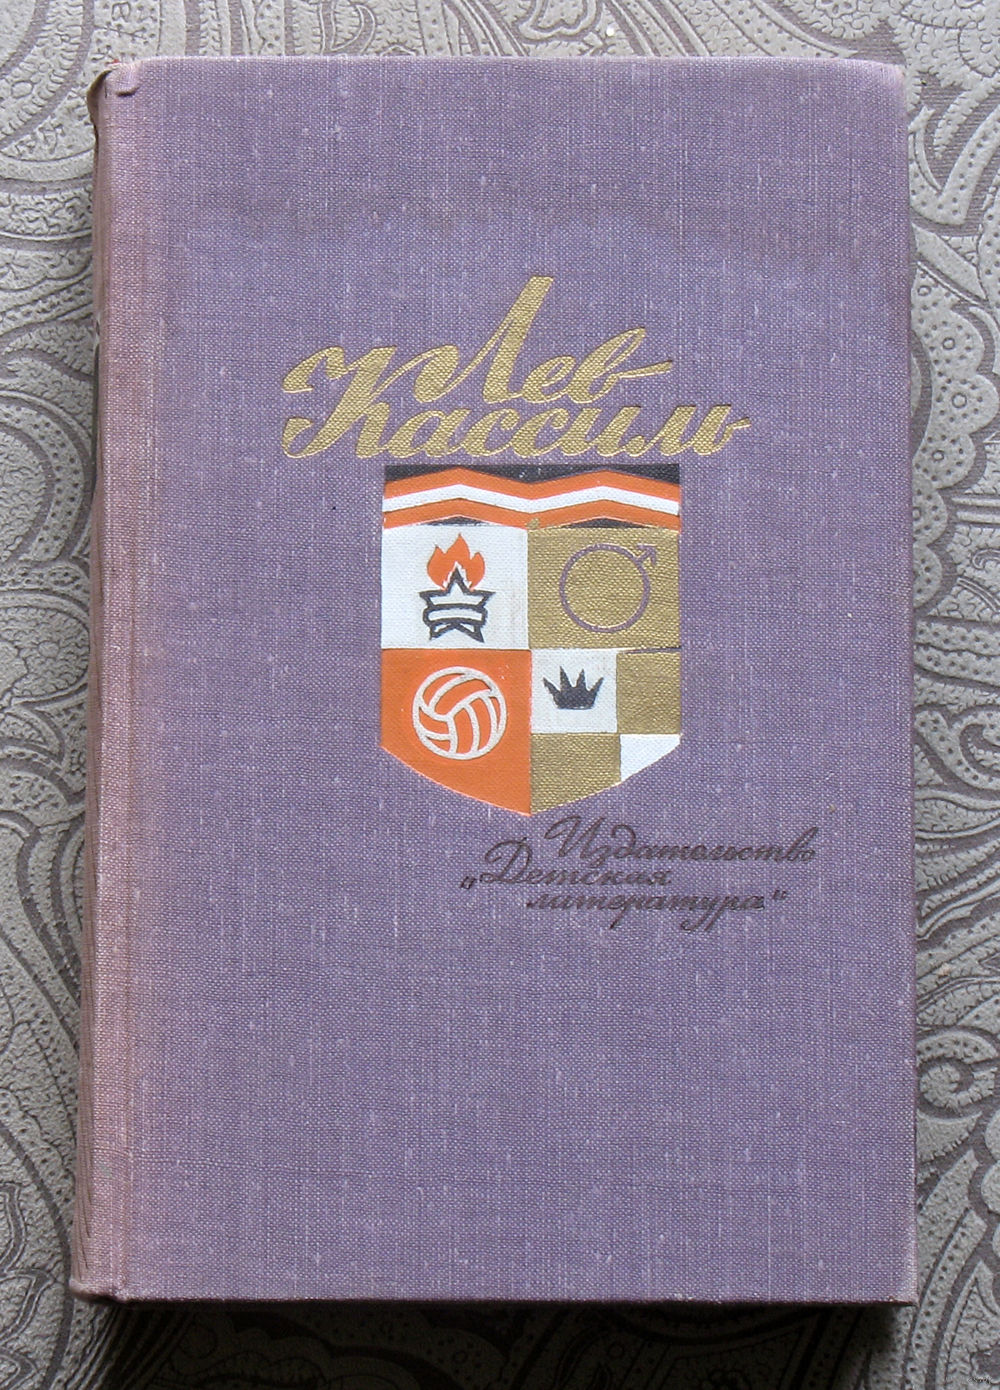 Лев
Кассиль
Издательство
„Детская
литература“